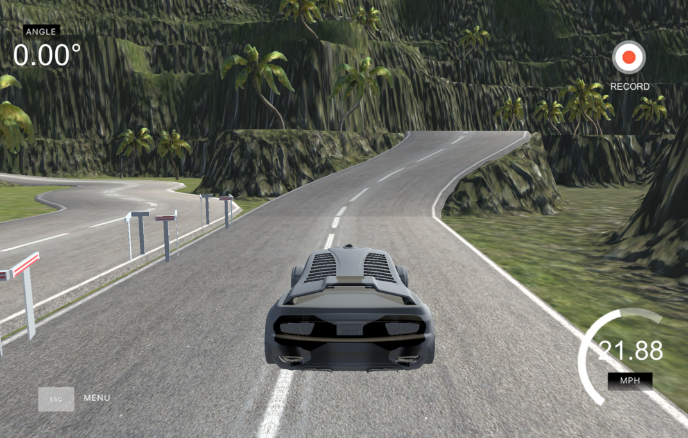 ANGLE
0.00°
RECORD
21.88
MPH
ESC
MENU